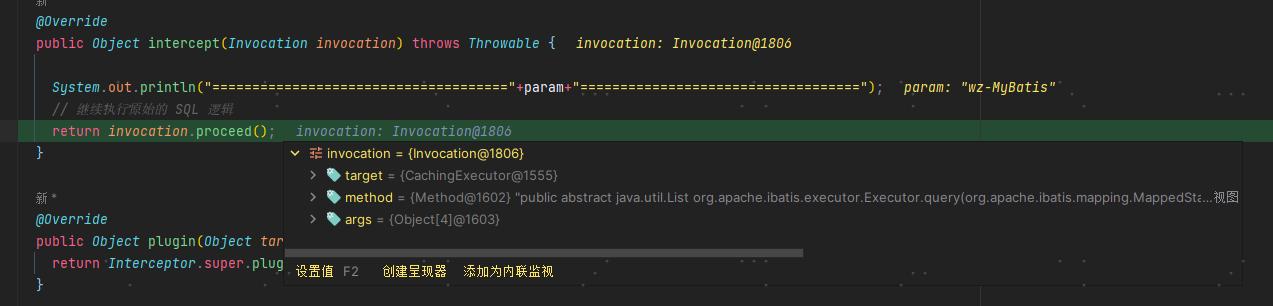 新*
@Override
public Object intercept(Invocation invocation) throws Throwable {   invocation: Invocation@1806
System.out.println("====================================="+param+"===================================");   param: "wz-MyBatis"
// 继续执行原始的 SQL 逻辑
return invocation.proceed();   invocation: Invocation@1806
}
invocation = {Invocation@1806}
target = {CachingExecutor@1555}
method = {Method@1602} "public abstract java.util.List org.apache.ibatis.executor.Executor.query(org.apache.ibatis.mapping.MappedSta...视图
args = {Object[4]@1603}
新 *
@Override
public Object plugin(Object tar
return Interceptor.super.plug
设置值 F2   创建呈现器   添加为内联监视
}